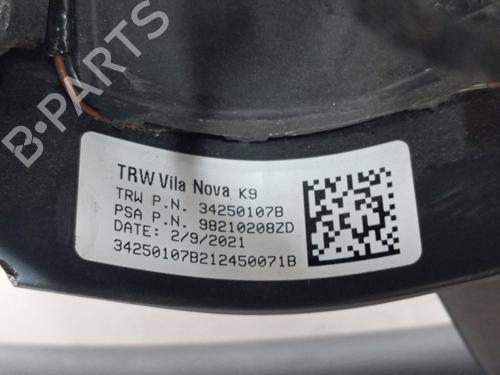 B-PARTS
TRW Vila Nova K9
TRW P.N. 34250107B
PSA P.N. 98210208ZD
DATE: 2/9/2021
34250107B212450071B